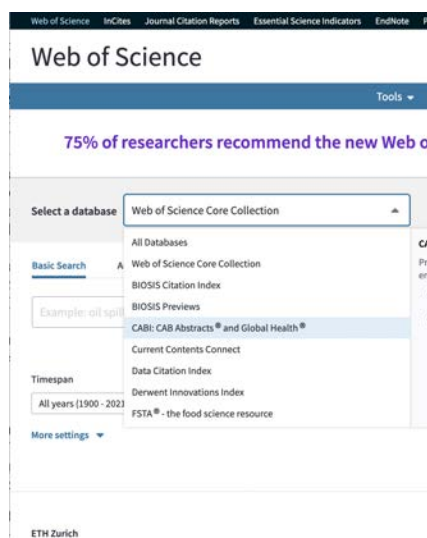 Web of Science InCites Journal Citation Reports Essential Science Indicators EndNote P
Web of Science
Tools
75% of researchers recommend the new Web o
Select a database Web of Science Core Collection
All Databases
Basic Search A Web of Science Core Collection
BIOSIS Citation Index
Example: oil spill
BIOSIS Previews
CABI: CAB Abstracts® and Global Health®
Current Contents Connect
Data Citation Index
Timespan
Derwent Innovations Index
All years (1900 - 2021
FSTA® - the food science resource
More settings
ETH Zurich